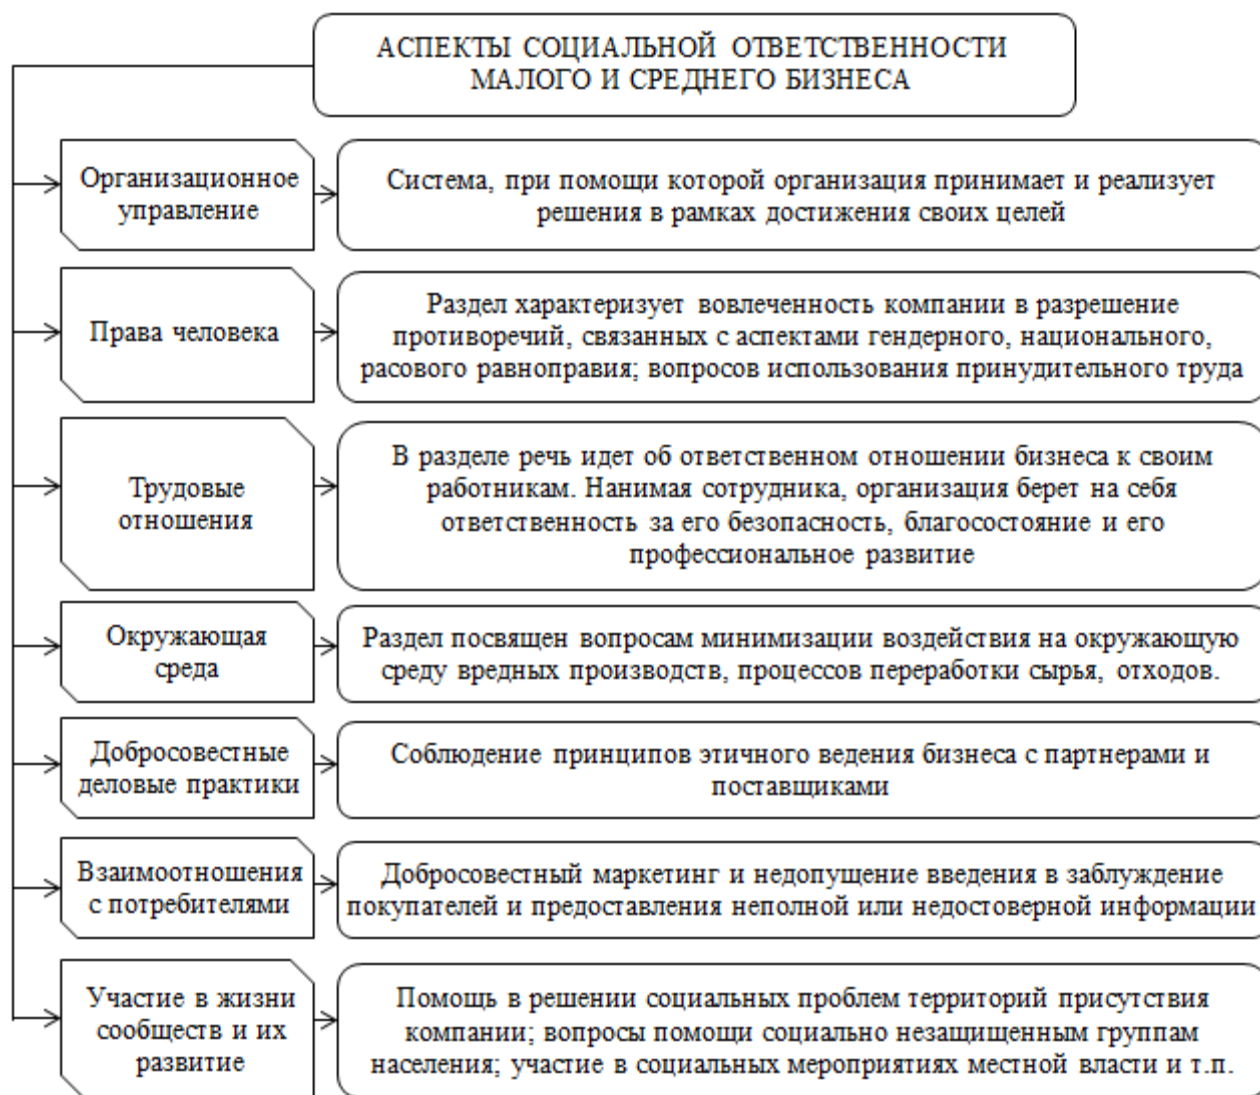 АСПЕКТЫ СОЦИАЛЬНОЙ ОТВЕТСТВЕННОСТИ
МАЛОГО И СРЕДНЕГО БИЗНЕСА
Организационное
управление
Система, при помощи которой организация принимает и реализует
решения в рамках достижения своих целей
Права человека
Раздел характеризует вовлеченность компании в разрешение
противоречий, связанных с аспектами гендерного, национального,
расового равноправия; вопросов использования принудительного труда
Трудовые
отношения
В разделе речь идет об ответственном отношении бизнеса к своим
работникам. Нанимая сотрудника, организация берет на себя
ответственность за его безопасность, благосостояние и его
профессиональное развитие
Окружающая
среда
Раздел посвящен вопросам минимизации воздействия на окружающую
среду вредных производств, процессов переработки сырья, отходов.
Добросовестные
деловые практики
Соблюдение принципов этичного ведения бизнеса с партнерами и
поставщиками
Взаимоотношения
с потребителями
Добросовестный маркетинг и недопущение введения в заблуждение
покупателей и предоставления неполной или недостоверной информации
Участие в жизни
сообществ и их
развитие
Помощь в решении социальных проблем территорий присутствия
компании; вопросы помощи социально незащищенным группам
населения; участие в социальных мероприятиях местной власти и т.п.